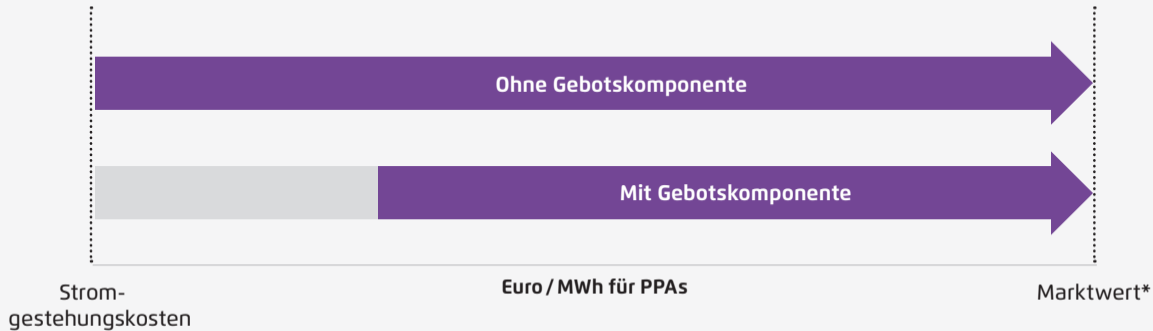 Ohne Gebotskomponente
Mit Gebotskomponente
Strom-
gestehungskosten
Euro / MWh für PPAs
Marktwert*